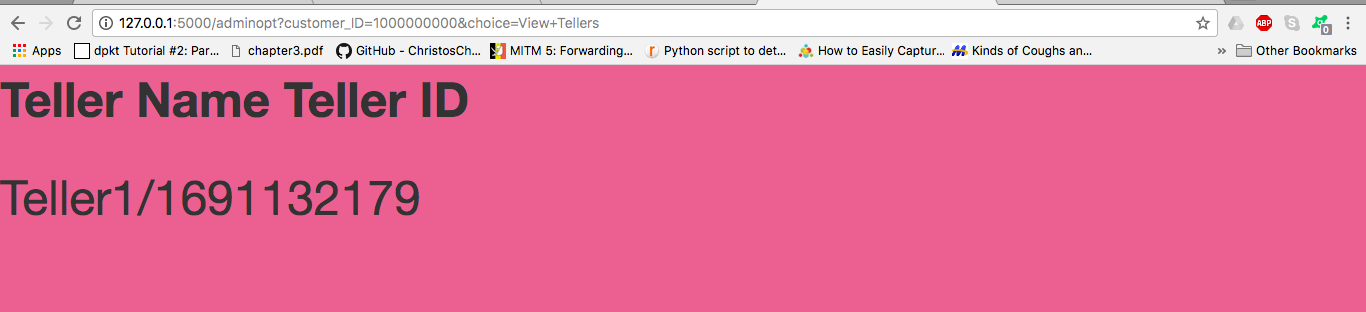 127.0.0.1:5000/adminopt?customer_ID=1000000000&choice=View+Tellers
ABP
0
Apps dpkt Tutorial #2: Par... chapter3.pdf GitHub - ChristosCh... MITM 5: Forwarding... Python script to det... How to Easily Captur... Kinds of Coughs an... » Other Bookmarks
Teller Name Teller ID
Teller1/1691132179